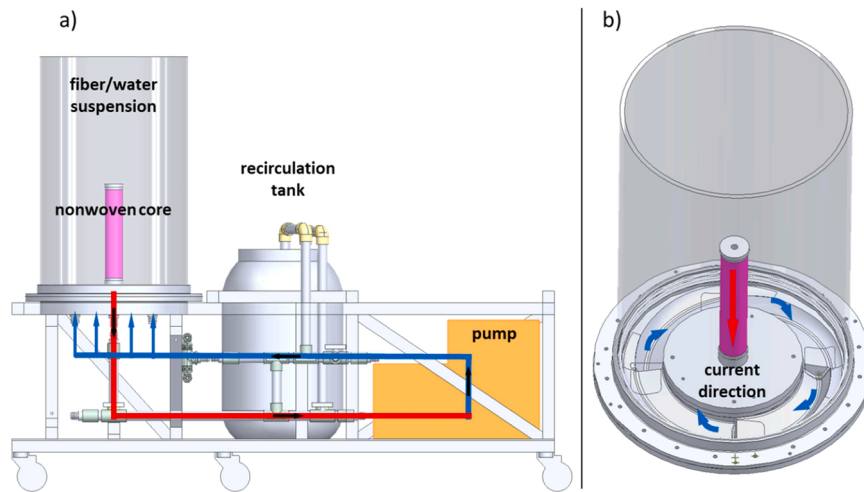 a)
fiber/water
suspension
nonwoven core
recirculation
tank
pump
b)
current
direction